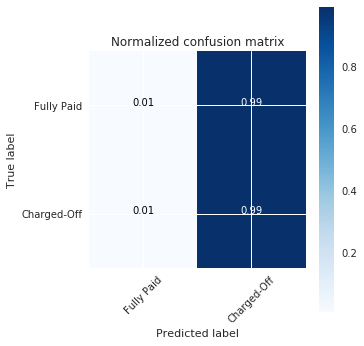 Normalized confusion matrix
True label
Fully Paid
0.01
0.99
Charged-Off
0.01
0.99
Fully Paid
Charged-Off
Predicted label
0.8
0.6
0.4
0.2